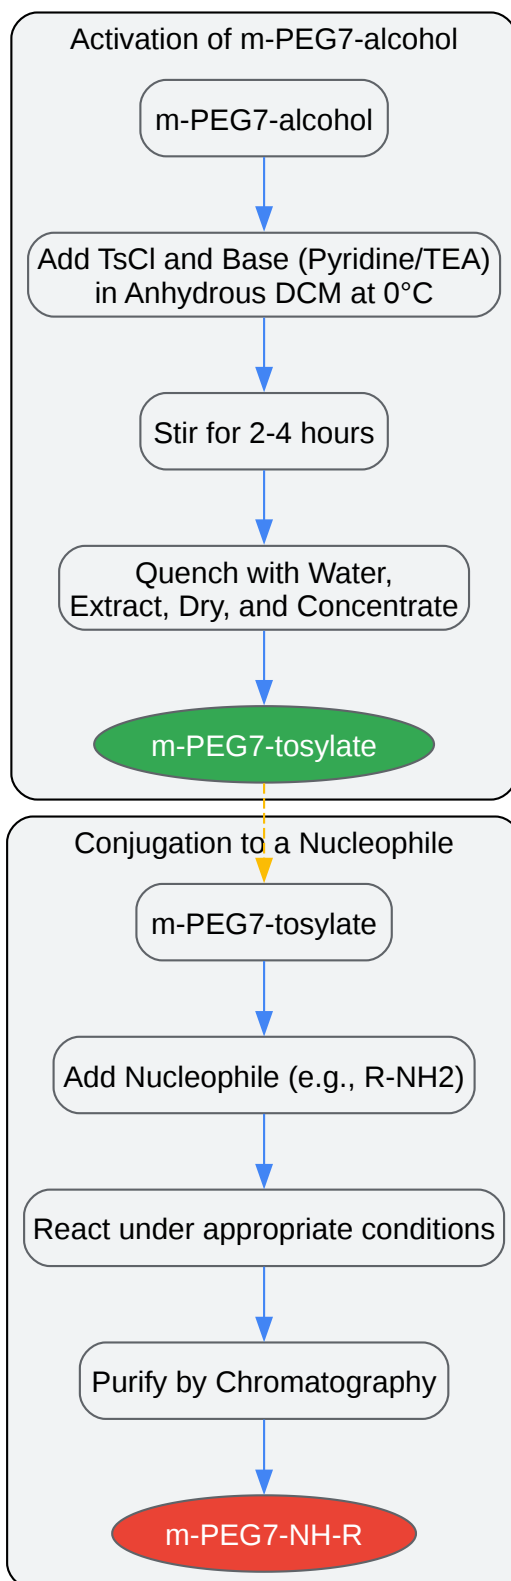 Activation of m-PEG7-alcohol
m-PEG7-alcohol
Add TsCl and Base (Pyridine/TEA)
in Anhydrous DCM at 0°C
Stir for 2-4 hours
Quench with Water,
Extract, Dry, and Concentrate
m-PEG7-tosylate
Conjugation to a Nucleophile
m-PEG7-tosylate
Add Nucleophile (e.g., R-NH2)
React under appropriate conditions
Purify by Chromatography
m-PEG7-NH-R